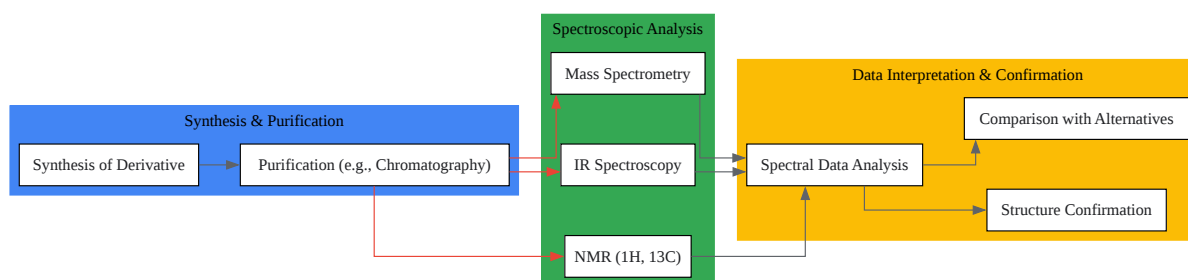 Synthesis & Purification
Synthesis of Derivative
Purification (e.g., Chromatography)
Spectroscopic Analysis
Mass Spectrometry
IR Spectroscopy
NMR (1H, 13C)
Data Interpretation & Confirmation
Spectral Data Analysis
Comparison with Alternatives
Structure Confirmation